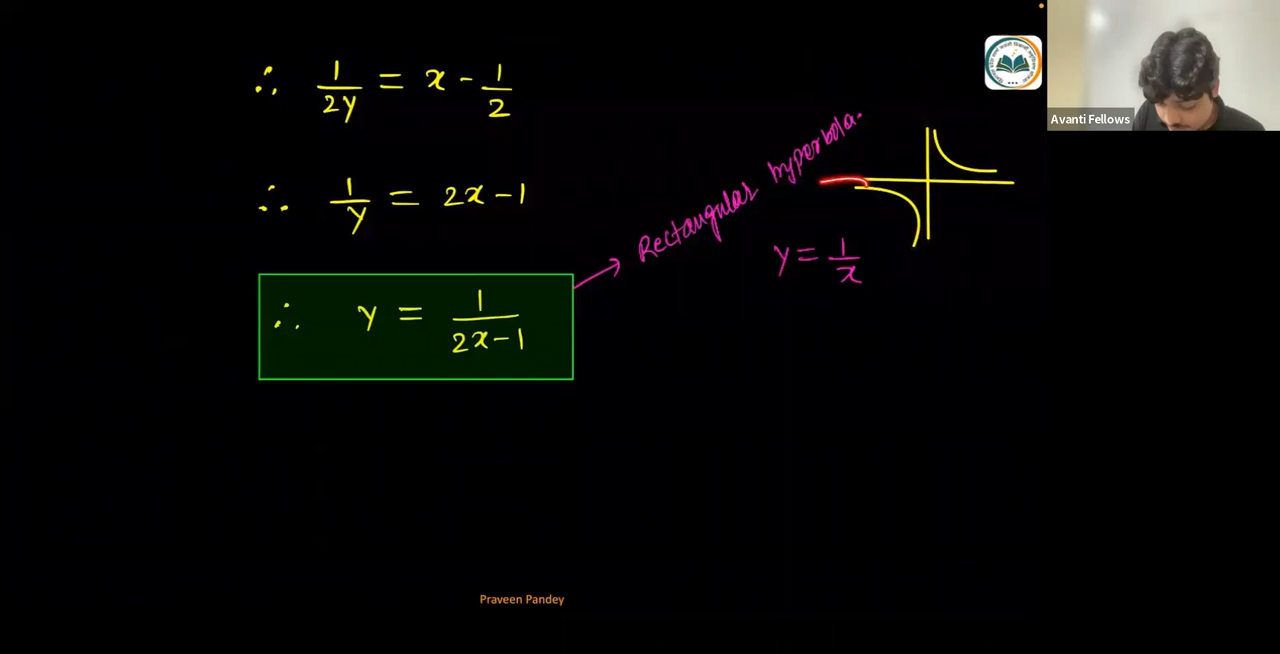 ∴ 1/2y = x - 1/2
∴ 1/y = 2x - 1
∴ y = 1/2x - 1
Rectangular hyperbola.
y = 1/x
Avanti Fellows
Praveen Pandey